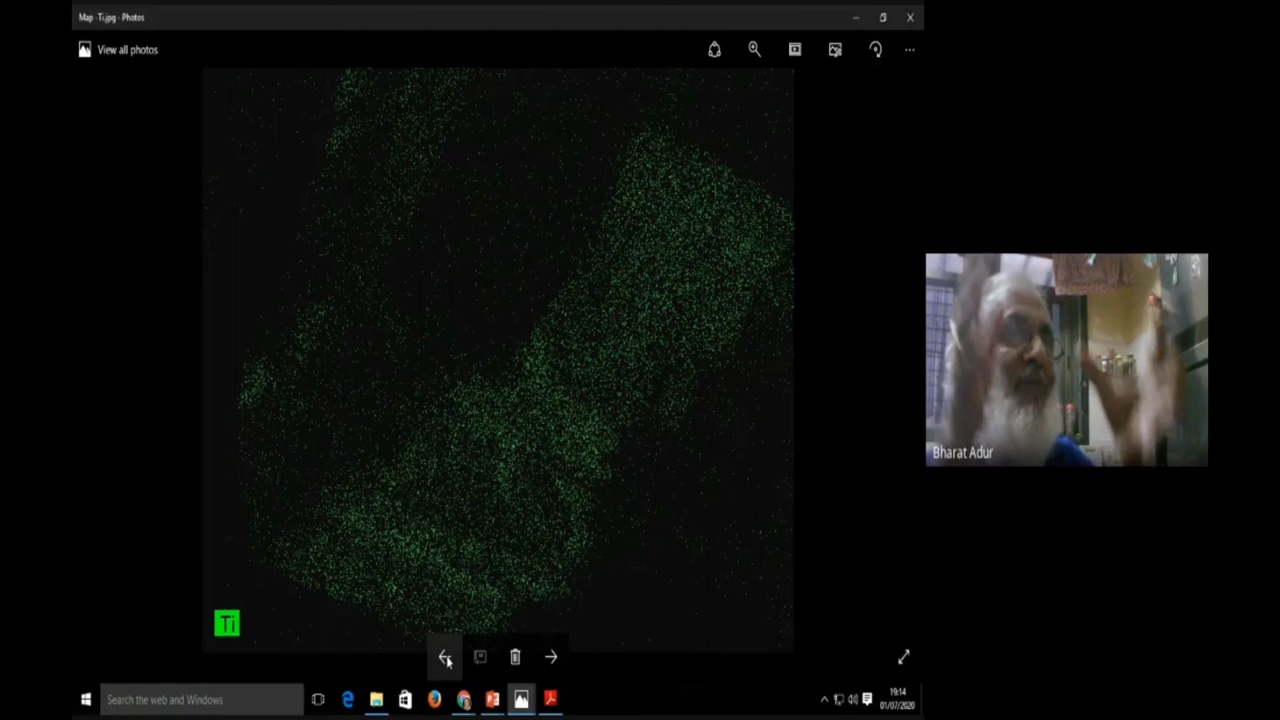 Map -Ti.jpg - Photos
View all photos
Ti
Bharat Adur
Search the web and Windows
19:14
01/07/2020